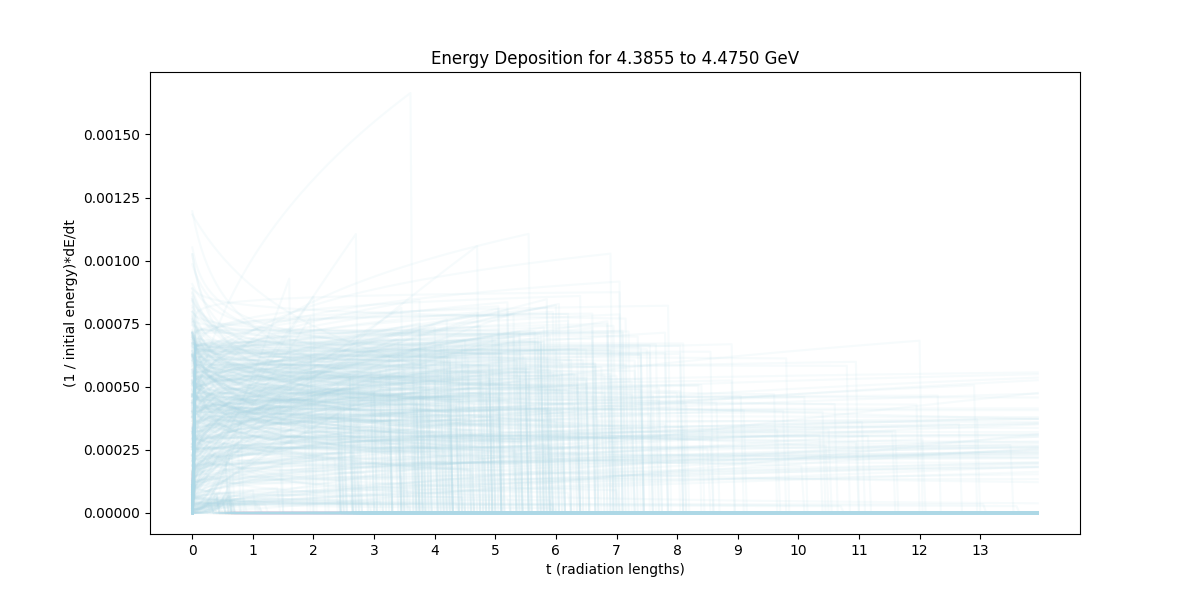 Energy Deposition for 4.3855 to 4.4750 GeV
(1 / initial energy)*dE/dt
0.00150
0.00125
0.00100
0.00075
0.00050
0.00025
0.00000
0 1 2 3 4 5 6 7 8 9 10 11 12 13
t (radiation lengths)